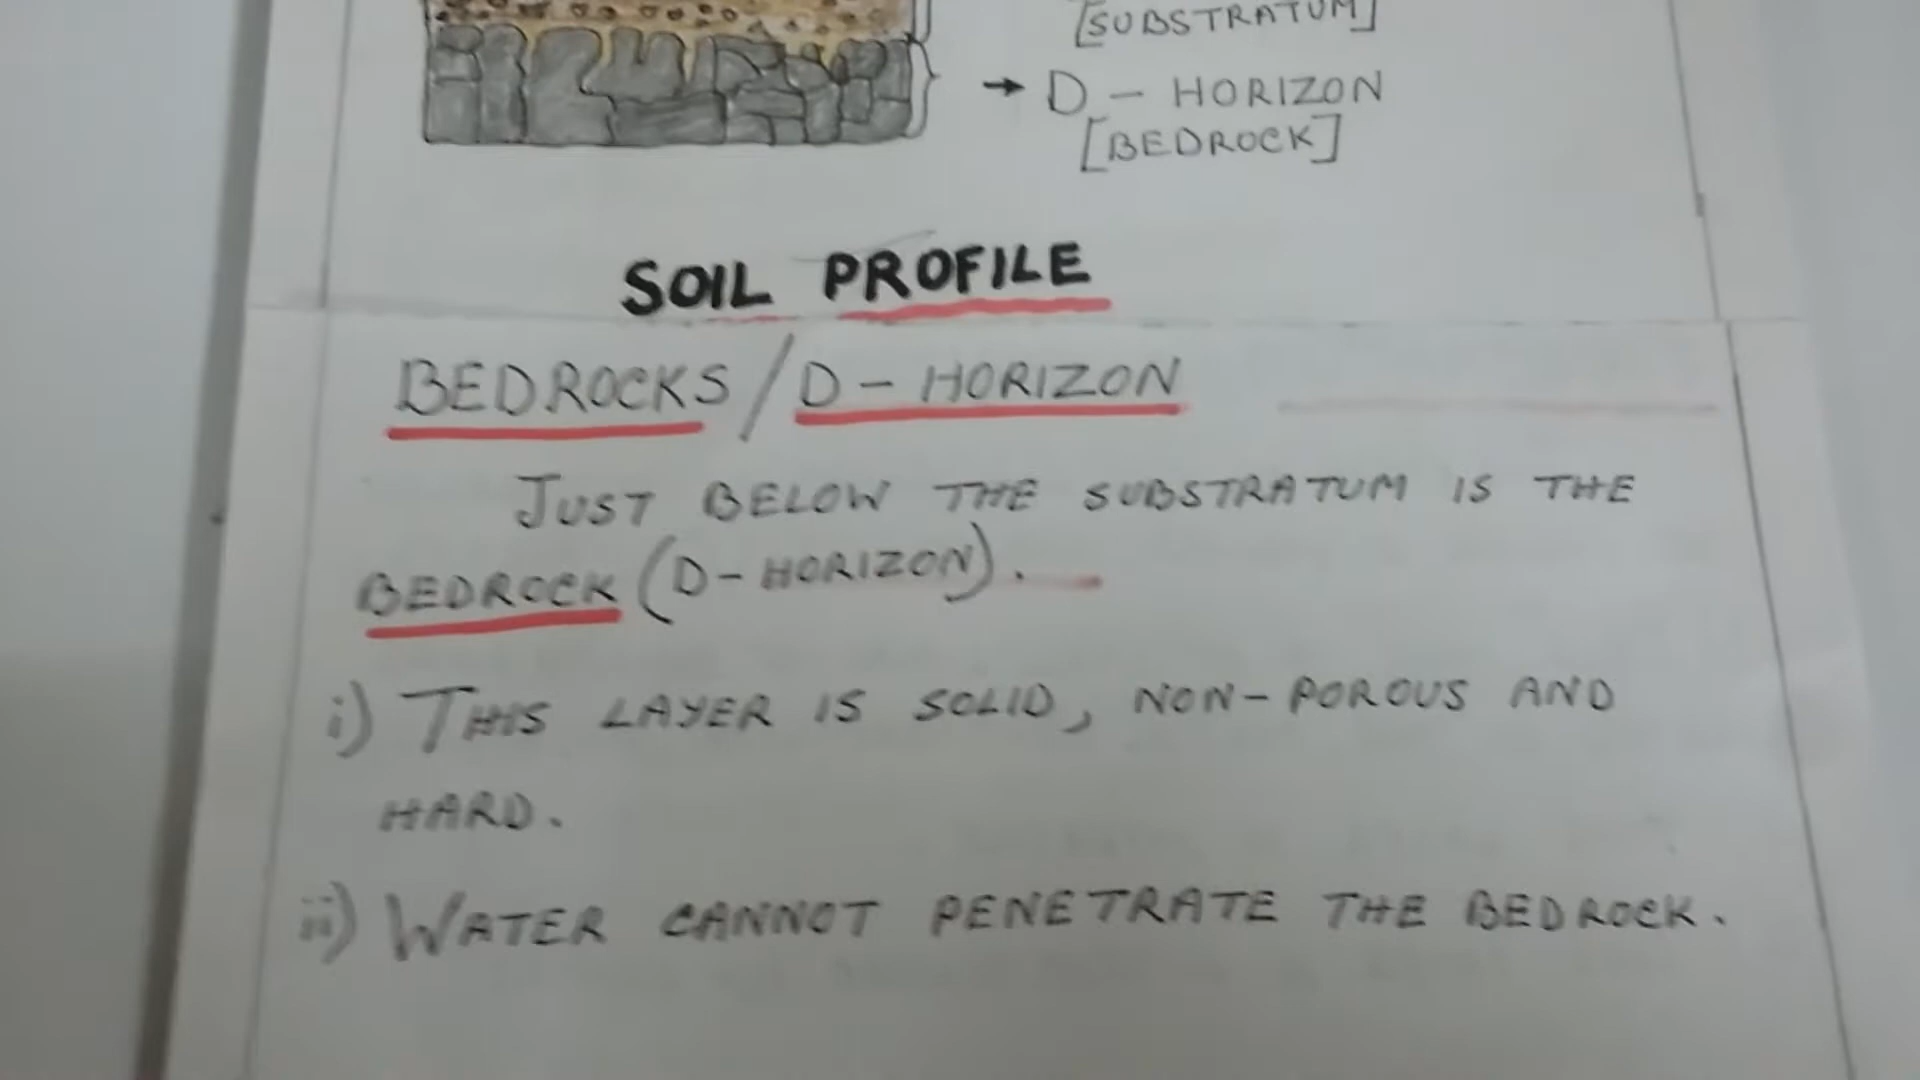 [SUBSTRATUM]
→ D - HORIZON
[BEDROCK]
SOIL PROFILE
BEDROCKS / D - HORIZON
JUST BELOW THE SUBSTRATUM IS THE
BEDROCK (D - HORIZON).
i) THIS LAYER IS SOLID, NON-POROUS AND
HARD.
ii) WATER CANNOT PENETRATE THE BEDROCK.